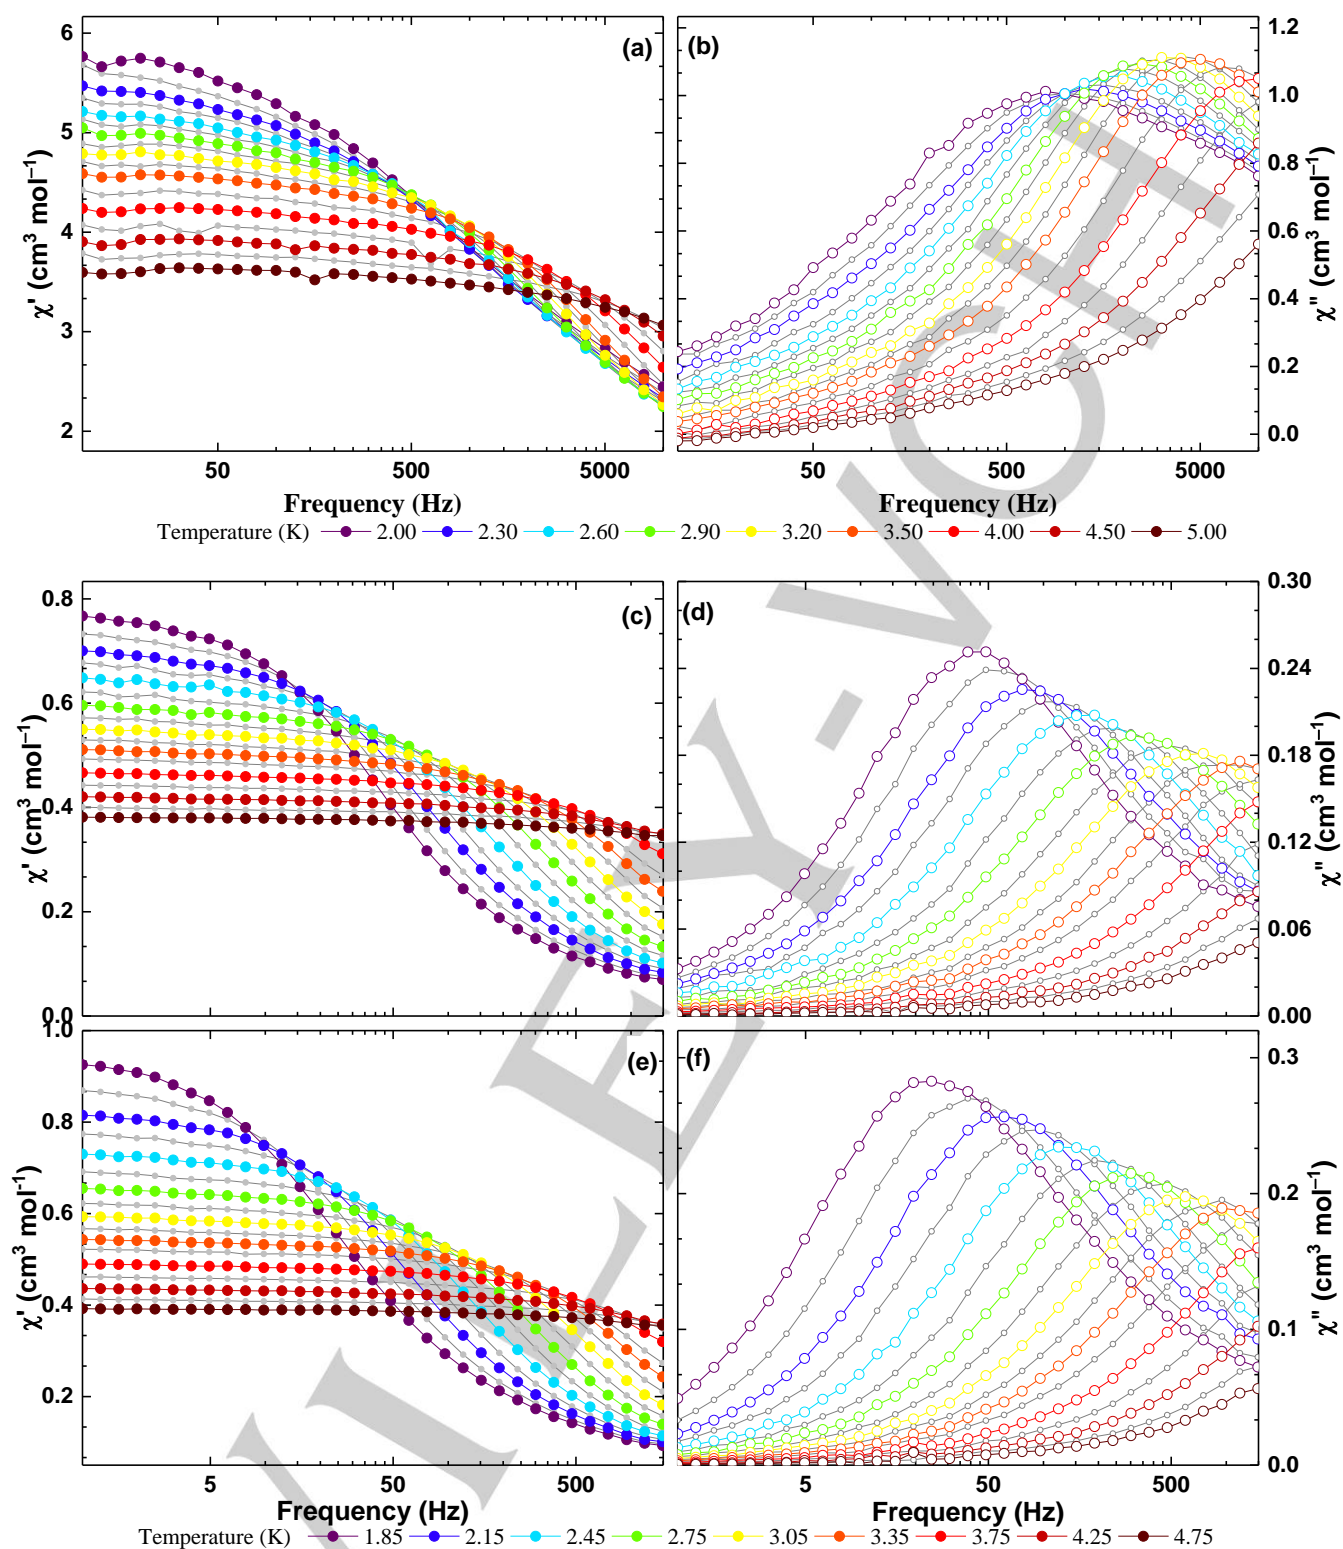 (a) (b)
6 5 4 3 2
χ' (cm³ mol⁻¹)
1.2 1.0 0.8 0.6 0.4 0.2 0.0
χ'' (cm³ mol⁻¹)
50 500 5000 50 500 5000
Frequency (Hz) Frequency (Hz)
Temperature (K) 2.00 2.30 2.60 2.90 3.20 3.50 4.00 4.50 5.00
(c) (d)
0.8 0.6 0.4 0.2 0.0
χ' (cm³ mol⁻¹)
0.30 0.24 0.18 0.12 0.06 0.00
χ'' (cm³ mol⁻¹)
5 50 500 5 50 500
(e) (f)
1.0 0.8 0.6 0.4 0.2
χ' (cm³ mol⁻¹)
0.3 0.2 0.1 0.0
χ'' (cm³ mol⁻¹)
Frequency (Hz) Frequency (Hz)
Temperature (K) 1.85 2.15 2.45 2.75 3.05 3.35 3.75 4.25 4.75
WILEY-VCH